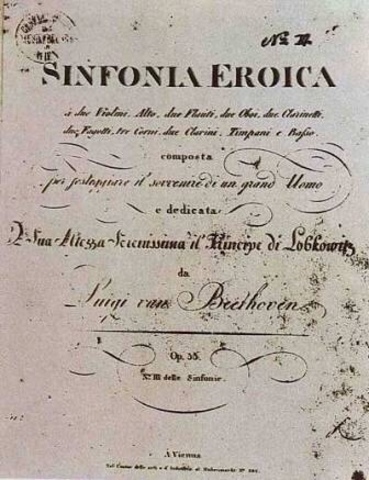 No II
SINFONIA EROICA
à due Violini, Alto, due Flauti, due Oboi, due Clarinetti,
due Fagotti, tre Corni, due Clarini, Timpani e Basso.
composta
per festeggiare il sovvenire di un grand Uomo
e dedicata
A Sua Altezza Serenissima il Principe di Lobkowitz
da
Luigi van Beethoven
Op. 55.
No III delle Sinfonie.
A Vienna